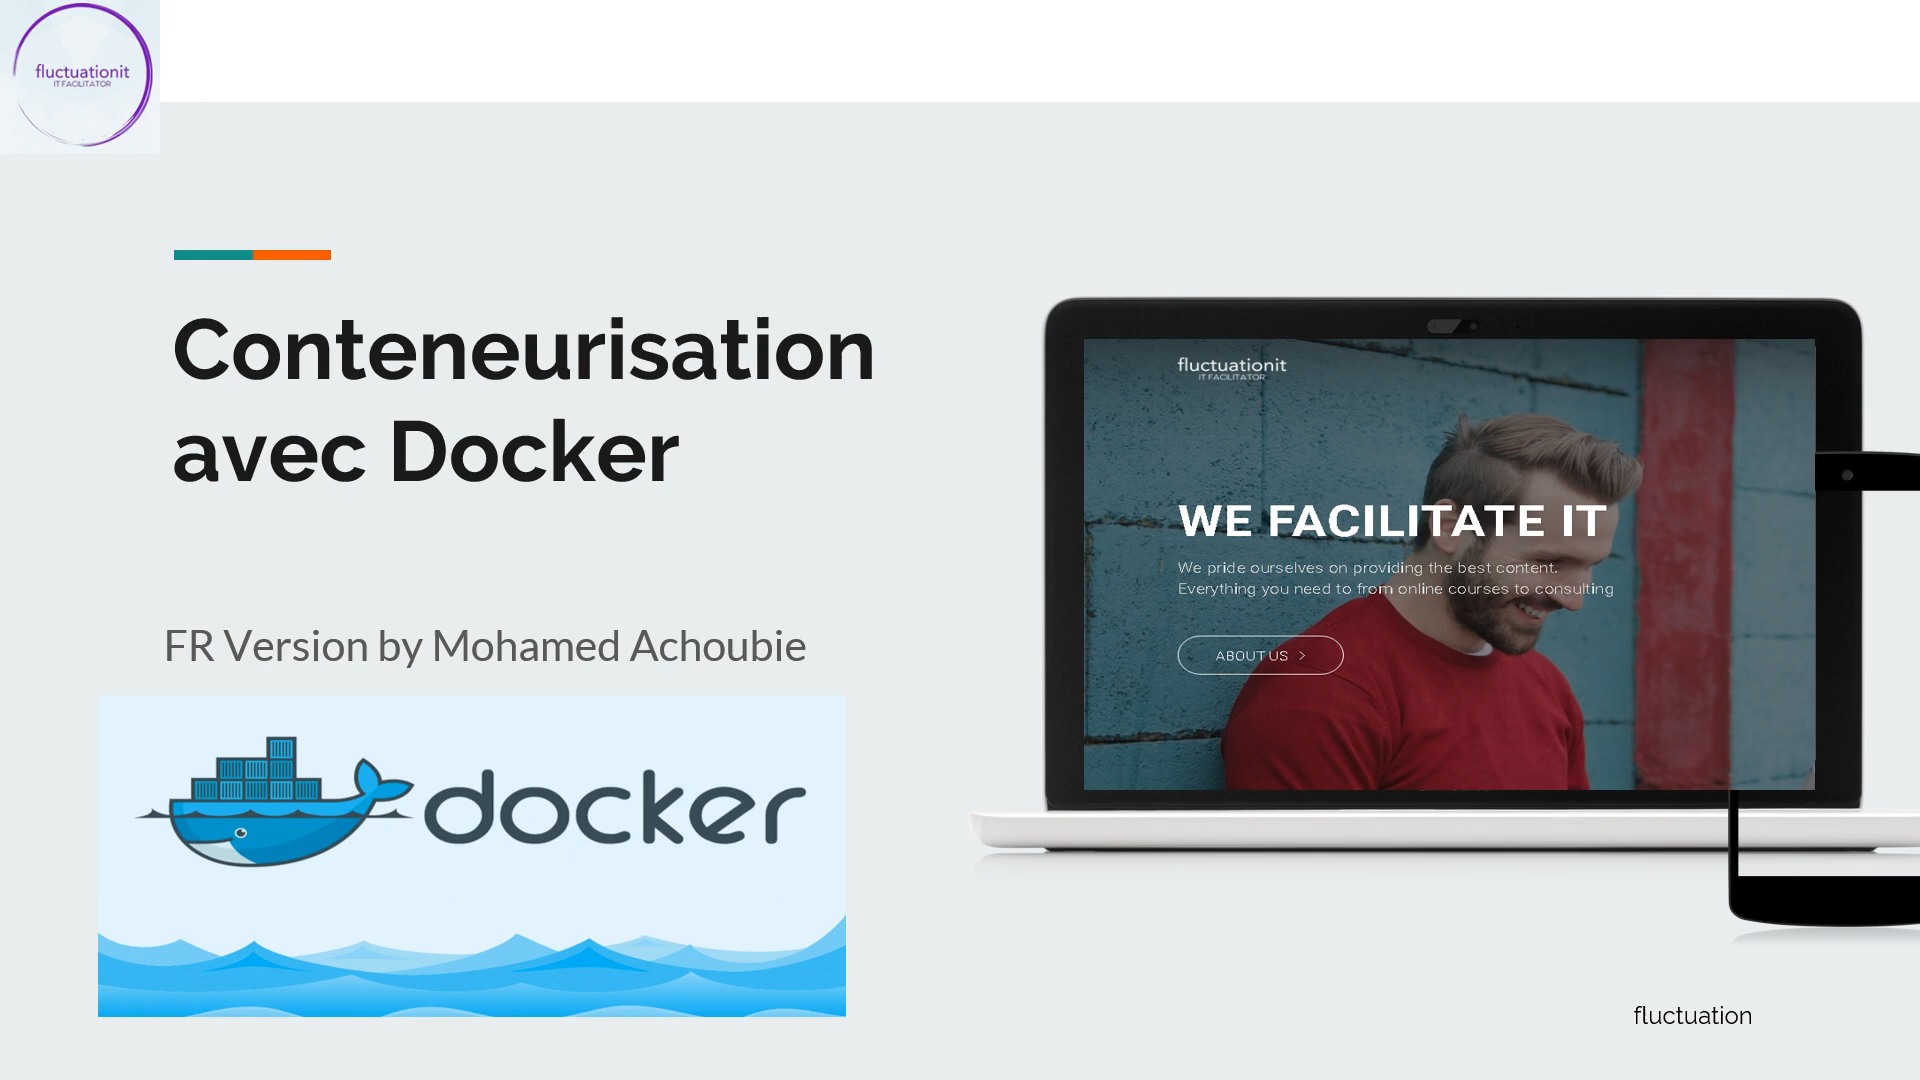 fluctuationit
IT FACILITATOR
Conteneurisation
avec Docker
FR Version by Mohamed Achoubie
docker
fluctuationit
IT FACILITATOR
WE FACILITATE IT
We pride ourselves on providing the best content.
Everything you need to from online courses to consulting
ABOUT US >
fluctuation